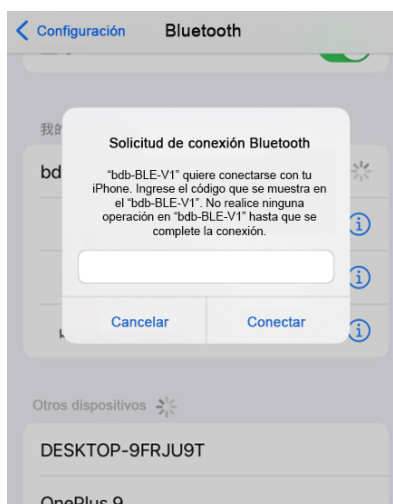 Configuración
Bluetooth
我的
bd
Solicitud de conexión Bluetooth
“bdb-BLE-V1” quiere conectarse con tu
iPhone. Ingrese el código que se muestra en
el “bdb-BLE-V1”. No realice ninguna
operación en “bdb-BLE-V1” hasta que se
complete la conexión.
Cancelar
Conectar
Otros dispositivos
DESKTOP-9FRJU9T
OnePlus 9